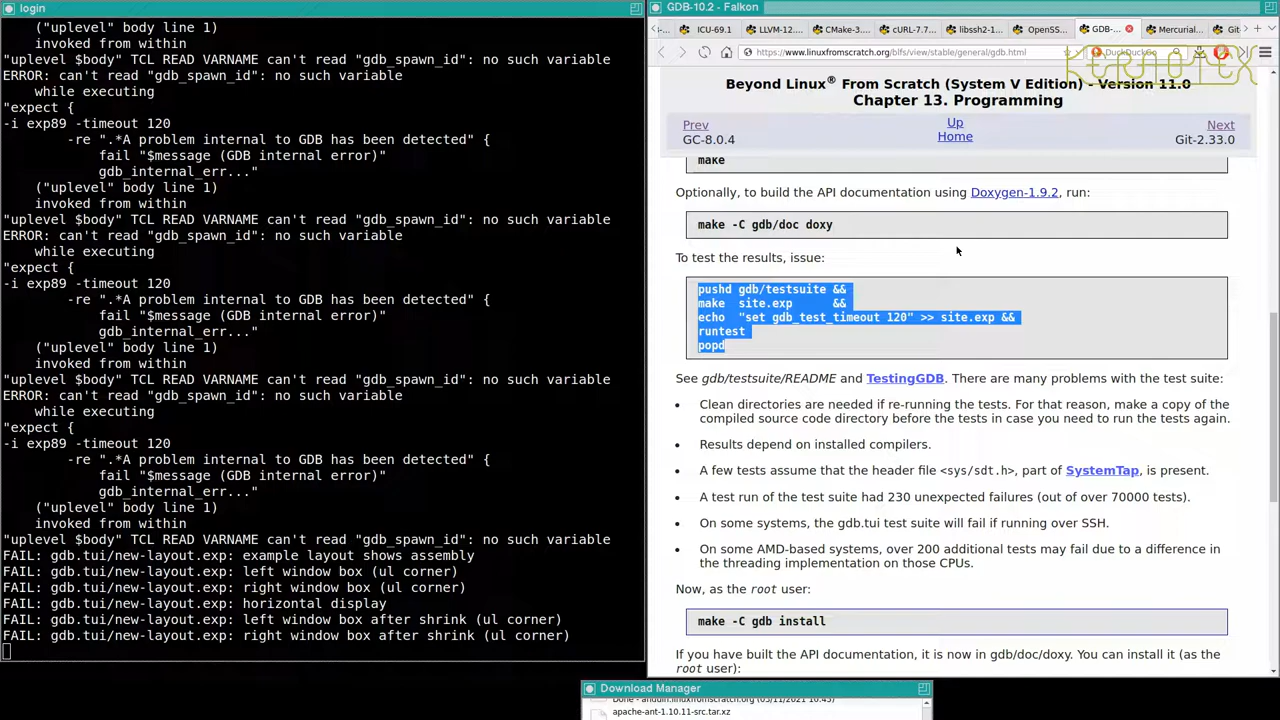 login
("uplevel" body line 1)
invoked from within
"uplevel $body" TCL READ VARNAME can't read "gdb_spawn_id": no such variable
ERROR: can't read "gdb_spawn_id": no such variable
while executing
"expect {
-i exp89 -timeout 120
-re ".*A problem internal to GDB has been detected" {
fail "$message (GDB internal error)"
gdb_internal_err..."
("uplevel" body line 1)
invoked from within
"uplevel $body" TCL READ VARNAME can't read "gdb_spawn_id": no such variable
ERROR: can't read "gdb_spawn_id": no such variable
while executing
"expect {
-i exp89 -timeout 120
-re ".*A problem internal to GDB has been detected" {
fail "$message (GDB internal error)"
gdb_internal_err..."
("uplevel" body line 1)
invoked from within
"uplevel $body" TCL READ VARNAME can't read "gdb_spawn_id": no such variable
ERROR: can't read "gdb_spawn_id": no such variable
while executing
"expect {
-i exp89 -timeout 120
-re ".*A problem internal to GDB has been detected" {
fail "$message (GDB internal error)"
gdb_internal_err..."
("uplevel" body line 1)
invoked from within
"uplevel $body" TCL READ VARNAME can't read "gdb_spawn_id": no such variable
FAIL: gdb.tui/new-layout.exp: example layout shows assembly
FAIL: gdb.tui/new-layout.exp: left window box (ul corner)
FAIL: gdb.tui/new-layout.exp: right window box (ul corner)
FAIL: gdb.tui/new-layout.exp: horizontal display
FAIL: gdb.tui/new-layout.exp: left window box after shrink (ul corner)
FAIL: gdb.tui/new-layout.exp: right window box after shrink (ul corner)
GDB-10.2 - Falkon
ICU-69.1 LLVM-12.... CMake-3.... cURL-7.7... libssh2-1... OpenSS... GDB-... Mercurial... Git
https://www.linuxfromscratch.org/blfs/view/stable/general/gdb.html DuckDuckGo
KERNOTEX
Beyond Linux® From Scratch (System V Edition) - Version 11.0
Chapter 13. Programming
Prev Up Next
GC-8.0.4 Home Git-2.33.0
make
Optionally, to build the API documentation using Doxygen-1.9.2, run:
make -C gdb/doc doxy
To test the results, issue:
pushd gdb/testsuite &&
make site.exp &&
echo "set gdb_test_timeout 120" >> site.exp &&
runtest
popd
See gdb/testsuite/README and TestingGDB. There are many problems with the test suite:
• Clean directories are needed if re-running the tests. For that reason, make a copy of the
compiled source code directory before the tests in case you need to run the tests again.
• Results depend on installed compilers.
• A few tests assume that the header file <sys/sdt.h>, part of SystemTap, is present.
• A test run of the test suite had 230 unexpected failures (out of over 70000 tests).
• On some systems, the gdb.tui test suite will fail if running over SSH.
• On some AMD-based systems, over 200 additional tests may fail due to a difference in
the threading implementation on those CPUs.
Now, as the root user:
make -C gdb install
If you have built the API documentation, it is now in gdb/doc/doxy. You can install it (as the
root user):
Download Manager
Done - anduin.linuxfromscratch.org (05/11/2021 10:45)
apache-ant-1.10.11-src.tar.xz